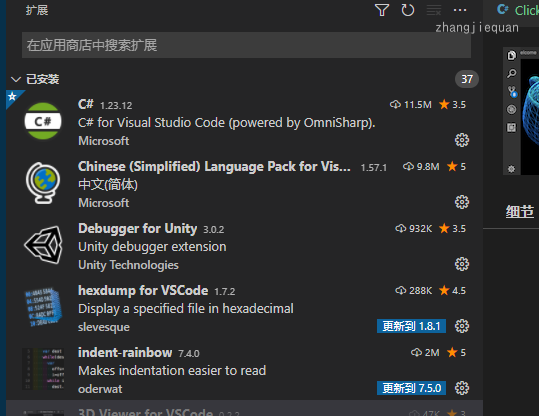 扩展
zhangjiequan
Click
在应用商店中搜索扩展
已安装
37
C# 1.23.12 11.5M 3.5
C# for Visual Studio Code (powered by OmniSharp).
Microsoft
Chinese (Simplified) Language Pack for Vis... 1.57.1 9.8M 5
中文(简体)
Microsoft
细节
Debugger for Unity 3.0.2 932K 3.5
Unity debugger extension
Unity Technologies
hexdump for VSCode 1.7.2 288K 4.5
Display a specified file in hexadecimal
slevesque 更新到 1.8.1
indent-rainbow 7.4.0 2M 5
Makes indentation easier to read
oderwat 更新到 7.5.0
3D Viewer for VSCode 0.2.2 47K 3